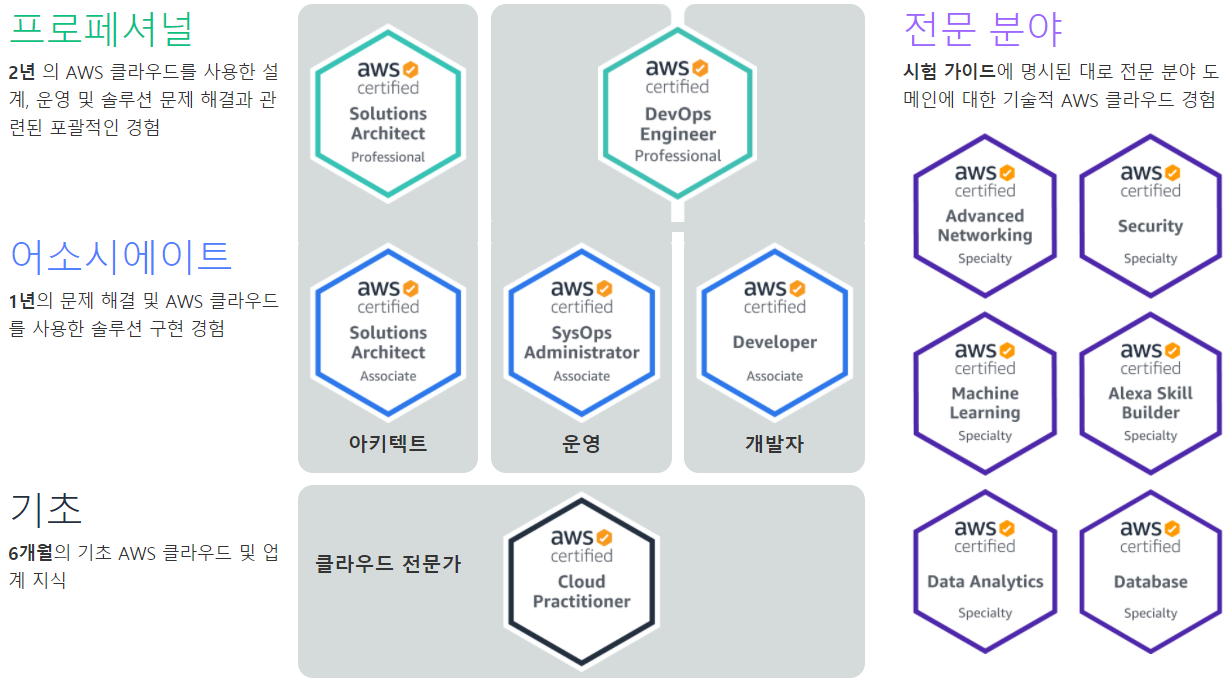 프로페셔널
2년 의 AWS 클라우드를 사용한 설
계, 운영 및 솔루션 문제 해결과 관
련된 포괄적인 경험
aws
certified
Solutions
Architect
Professional
aws
certified
DevOps
Engineer
Professional
어소시에이트
1년의 문제 해결 및 AWS 클라우드
를 사용한 솔루션 구현 경험
aws
certified
Solutions
Architect
Associate
아키텍트
aws
certified
SysOps
Administrator
Associate
운영
aws
certified
Developer
Associate
개발자
기초
6개월의 기초 AWS 클라우드 및 업
계 지식
클라우드 전문가
aws
certified
Cloud
Practitioner
전문 분야
시험 가이드에 명시된 대로 전문 분야 도
메인에 대한 기술적 AWS 클라우드 경험
aws
certified
Advanced
Networking
Specialty
aws
certified
Security
Specialty
aws
certified
Machine
Learning
Specialty
aws
certified
Alexa Skill
Builder
Specialty
aws
certified
Data Analytics
Specialty
aws
certified
Database
Specialty